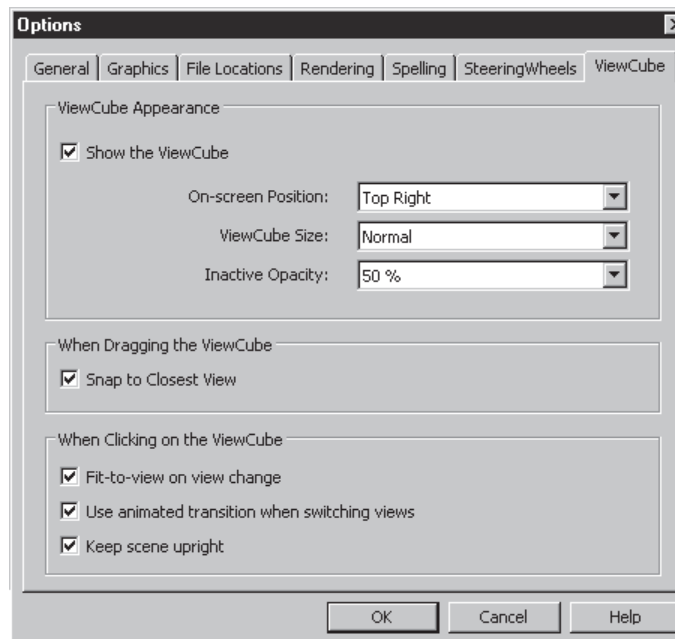 Options
General Graphics File Locations Rendering Spelling SteeringWheels ViewCube
ViewCube Appearance
Show the ViewCube
On-screen Position: Top Right
ViewCube Size: Normal
Inactive Opacity: 50 %
When Dragging the ViewCube
Snap to Closest View
When Clicking on the ViewCube
Fit-to-view on view change
Use animated transition when switching views
Keep scene upright
OK Cancel Help